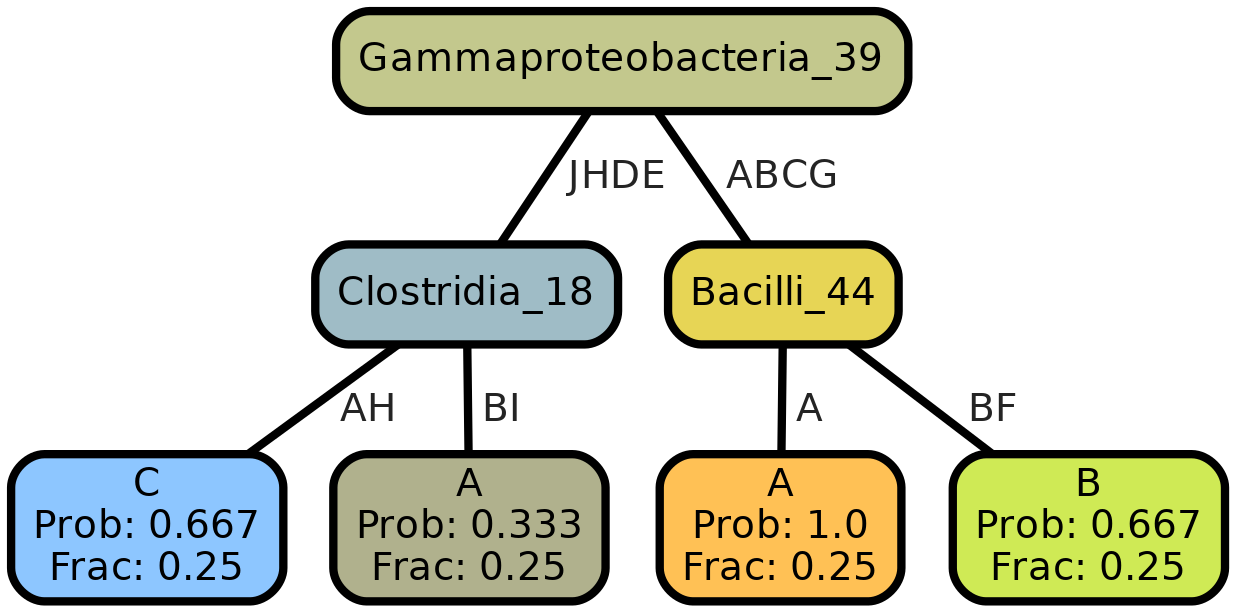 Gammaproteobacteria_39
JHDE
ABCG
Clostridia_18
Bacilli_44
AH
BI
A
BF
C
Prob: 0.667
Frac: 0.25
A
Prob: 0.333
Frac: 0.25
A
Prob: 1.0
Frac: 0.25
B
Prob: 0.667
Frac: 0.25